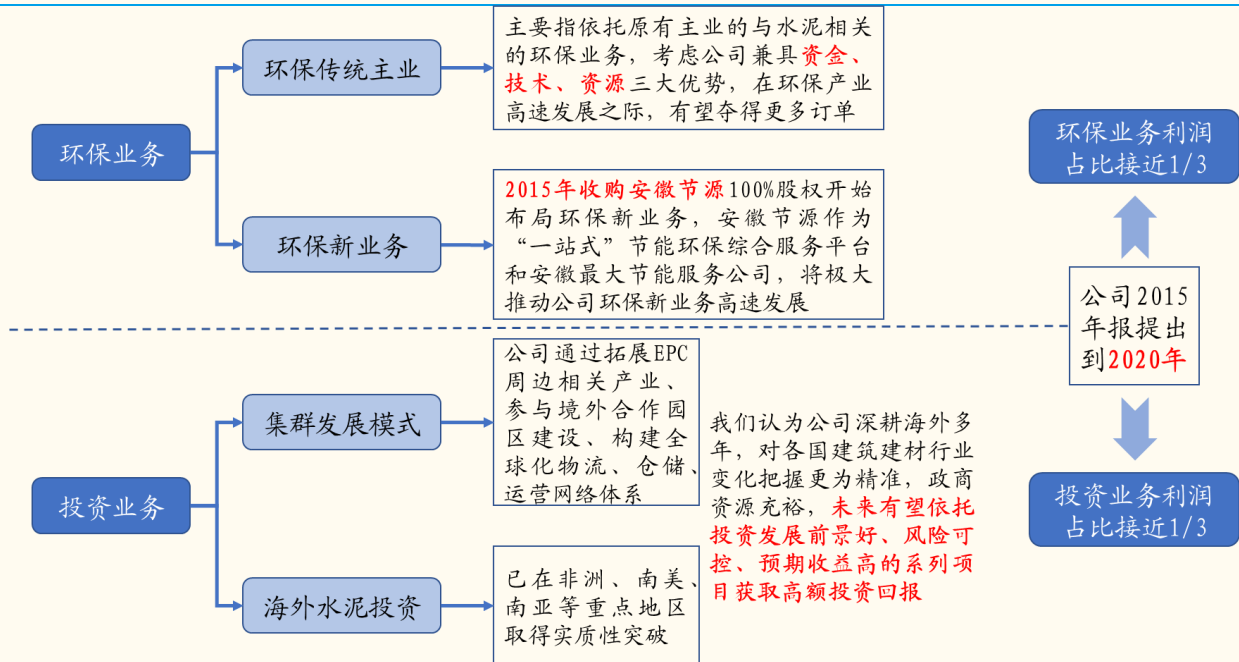 环保业务
环保传统主业
主要指依托原有主业的与水泥相关
的环保业务，考虑公司兼具资金、
技术、资源三大优势，在环保产业
高速发展之际，有望夺得更多订单
环保新业务
2015年收购安徽节源100%股权开始
布局环保新业务，安徽节源作为
“一站式”节能环保综合服务平台
和安徽最大节能服务公司，将极大
推动公司环保新业务高速发展
投资业务
集群发展模式
公司通过拓展EPC
周边相关产业、
参与境外合作园
区建设、构建全
球化物流、仓储、
运营网络体系
海外水泥投资
已在非洲、南美、
南亚等重点地区
取得实质性突破
我们认为公司深耕海外多
年，对各国建筑建材行业
变化把握更为精准，政商
资源充裕，未来有望依托
投资发展前景好、风险可
控、预期收益高的系列项
目获取高额投资回报
环保业务利润
占比接近1/3
公司2015
年报提出
到2020年
投资业务利润
占比接近1/3